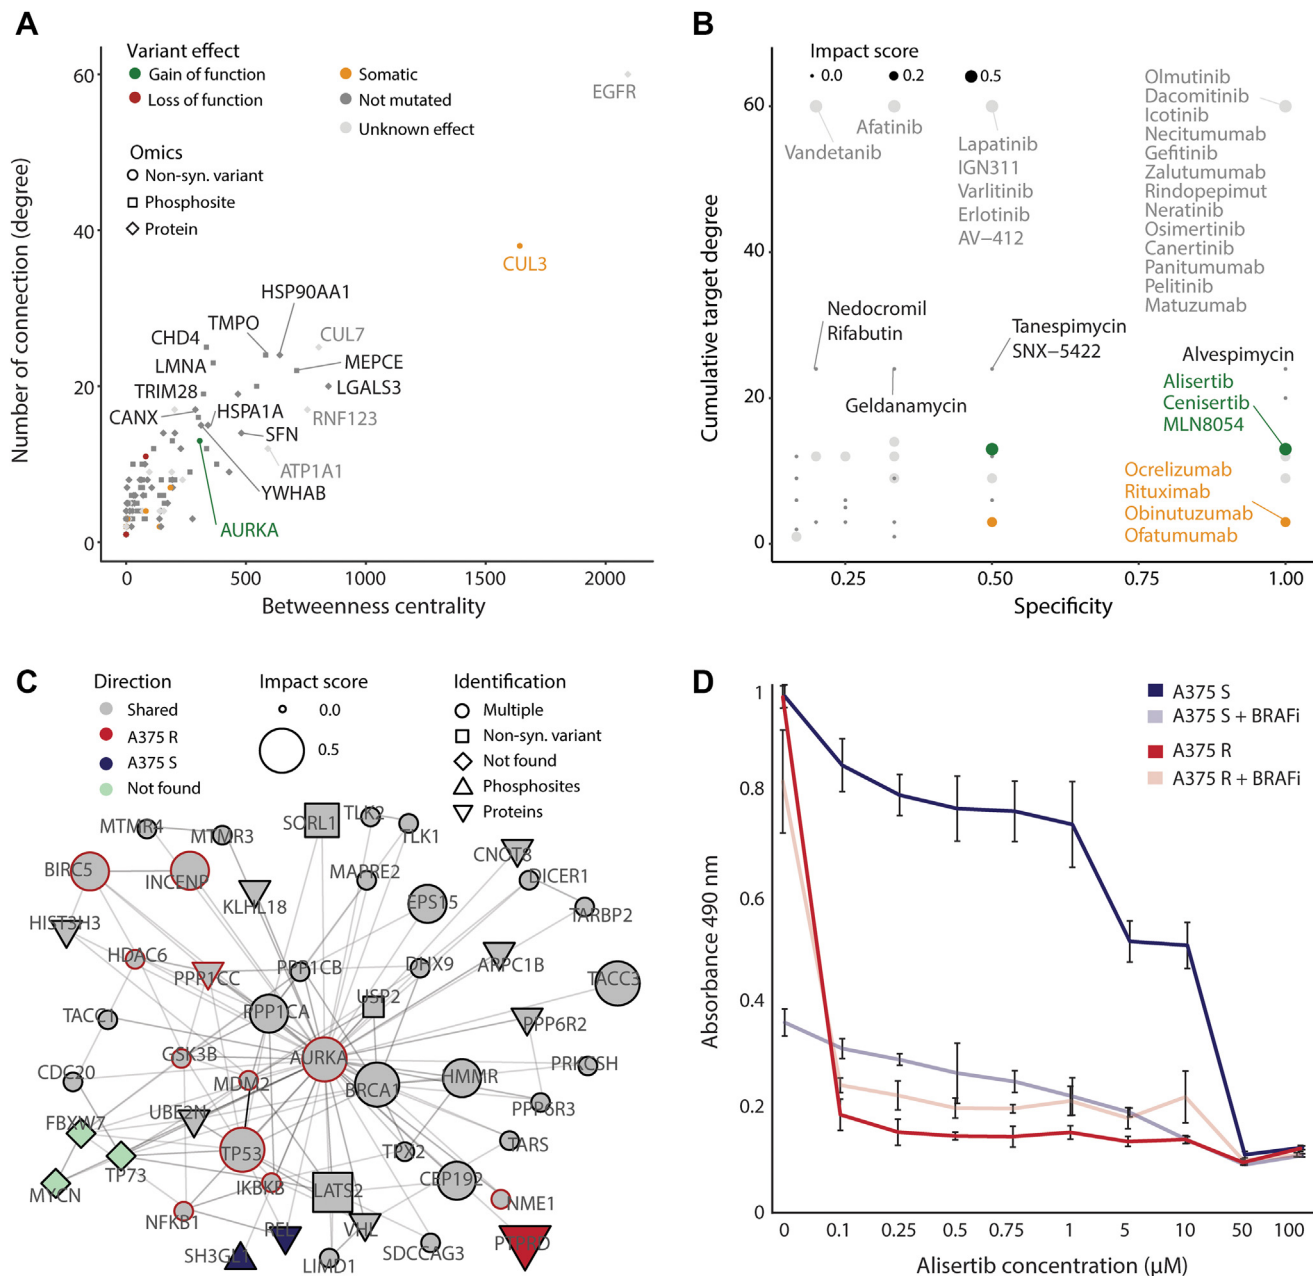 A
Variant effect
Gain of function
Loss of function
Somatic
Not mutated
Unknown effect
Omics
Non-syn. variant
Phosphosite
Protein
Number of connection (degree)
60
40
20
0
EGFR
CUL3
HSP90AA1
TMPO
CUL7
CHD4
MEPCE
LMNA
LGALS3
TRIM28
HSPA1A
RNF123
CANX
SFN
ATP1A1
YWHAB
AURKA
0
500
1000
1500
2000
Betweenness centrality
B
Impact score
0.0
0.2
0.5
Cumulative target degree
60
40
20
0
Vandetanib
Afatinib
Lapatinib
IGN311
Varlitinib
Erlotinib
AV−412
Olmutinib
Dacomitinib
Icotinib
Necitumumab
Gefitinib
Zalutumumab
Rindopepimut
Neratinib
Osimertinib
Canertinib
Panitumumab
Pelitinib
Matuzumab
Nedocromil
Rifabutin
Tanespimycin
SNX−5422
Geldanamycin
Alvespimycin
Alisertib
Cenisertib
MLN8054
Ocrelizumab
Rituximab
Obinutuzumab
Ofatumumab
0.25
0.50
0.75
1.00
Specificity
C
Direction
Shared
A375 R
A375 S
Not found
Impact score
0.0
0.5
Identification
Multiple
Non-syn. variant
Not found
Phosphosites
Proteins
MTMR4
MTMR3
SORL1
TLK2
TLK1
BIRC5
INCENP
MAPRE2
CNOT8
DICER1
KLHL18
EPS15
TARBP2
HIST3H3
HDAC6
PPP1CC
PPP1CB
DHX9
ARPC1B
TACC3
TACC1
PPP1CA
USP2
PPP6R2
GSK3B
AURKA
CDC20
MDM2
BRCA1
HMMR
PRKCSH
FBXW7
UBE2N
PPP6R3
TP53
TPX2
TARS
TP73
MYCN
IKBKB
LATS2
CEP192
NME1
NFKB1
REL
VHL
PTPRD
SH3GL1
LIMD1
SDCCAG3
D
A375 S
A375 S + BRAFi
A375 R
A375 R + BRAFi
Absorbance 490 nm
1
0.8
0.6
0.4
0.2
0
0
0.1
0.25
0.5
0.75
1
5
10
50
100
Alisertib concentration (μM)